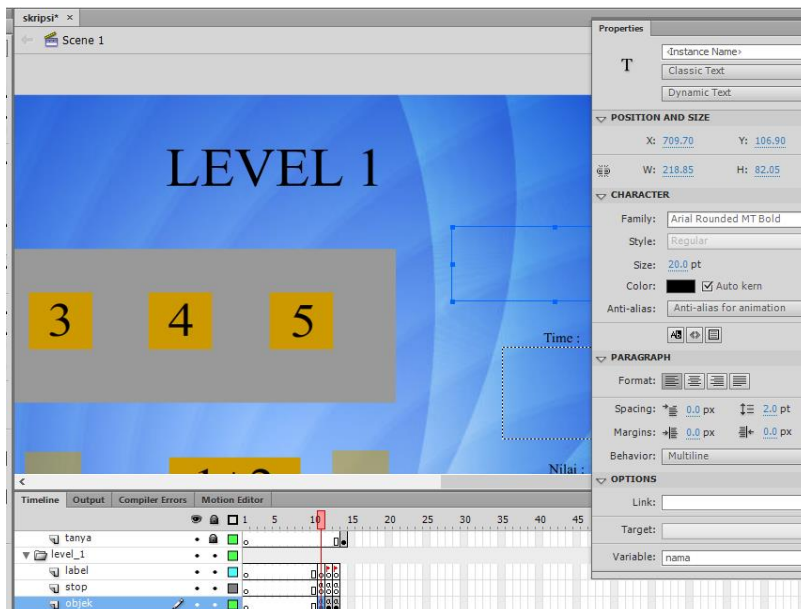 skripsi* ×
Scene 1
LEVEL 1
3 4 5
Time :
Nilai :
Properties
T
<Instance Name>
Classic Text
Dynamic Text
POSITION AND SIZE
X: 709.70 Y: 106.90
W: 218.85 H: 82.05
CHARACTER
Family: Arial Rounded MT Bold
Style: Regular
Size: 20.0 pt
Color: Auto kern
Anti-alias: Anti-alias for animation
PARAGRAPH
Format:
Spacing: 0.0 px 2.0 pt
Margins: 0.0 px 0.0 px
Behavior: Multiline
OPTIONS
Link:
Target:
Variable: nama
Timeline Output Compiler Errors Motion Editor
1 5 10 15 20 25 30 35 40 45
tanya
level_1
label
stop
objek